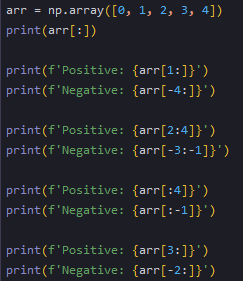 arr = np.array([0, 1, 2, 3, 4])
print(arr[:])
print(f'Positive: {arr[1:]}')
print(f'Negative: {arr[-4:]}')
print(f'Positive: {arr[2:4]}')
print(f'Negative: {arr[-3:-1]}')
print(f'Positive: {arr[:4]}')
print(f'Negative: {arr[:-1]}')
print(f'Positive: {arr[3:]}')
print(f'Negative: {arr[-2:]}')